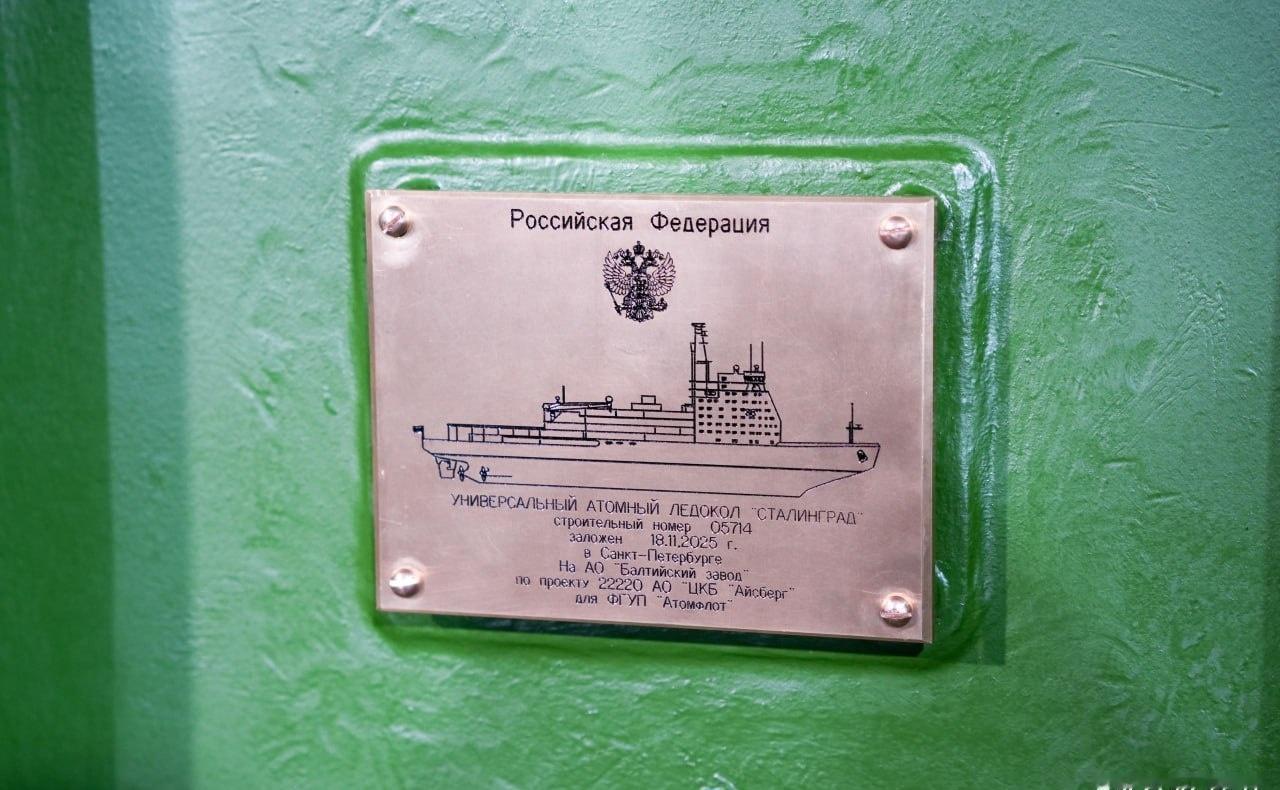 Российская Федерация
УНИВЕРСАЛЬНЫЙ АТОМНЫЙ ЛЕДОКОЛ "СТАЛИНГРАД"
строительный номер 05714
заложен 18.11.2025 г.
в Санкт-Петербурге
На АО "Балтийский завод"
по проекту 22220 АО "ЦКБ "Айсберг"
для ФГУП "Атомфлот"